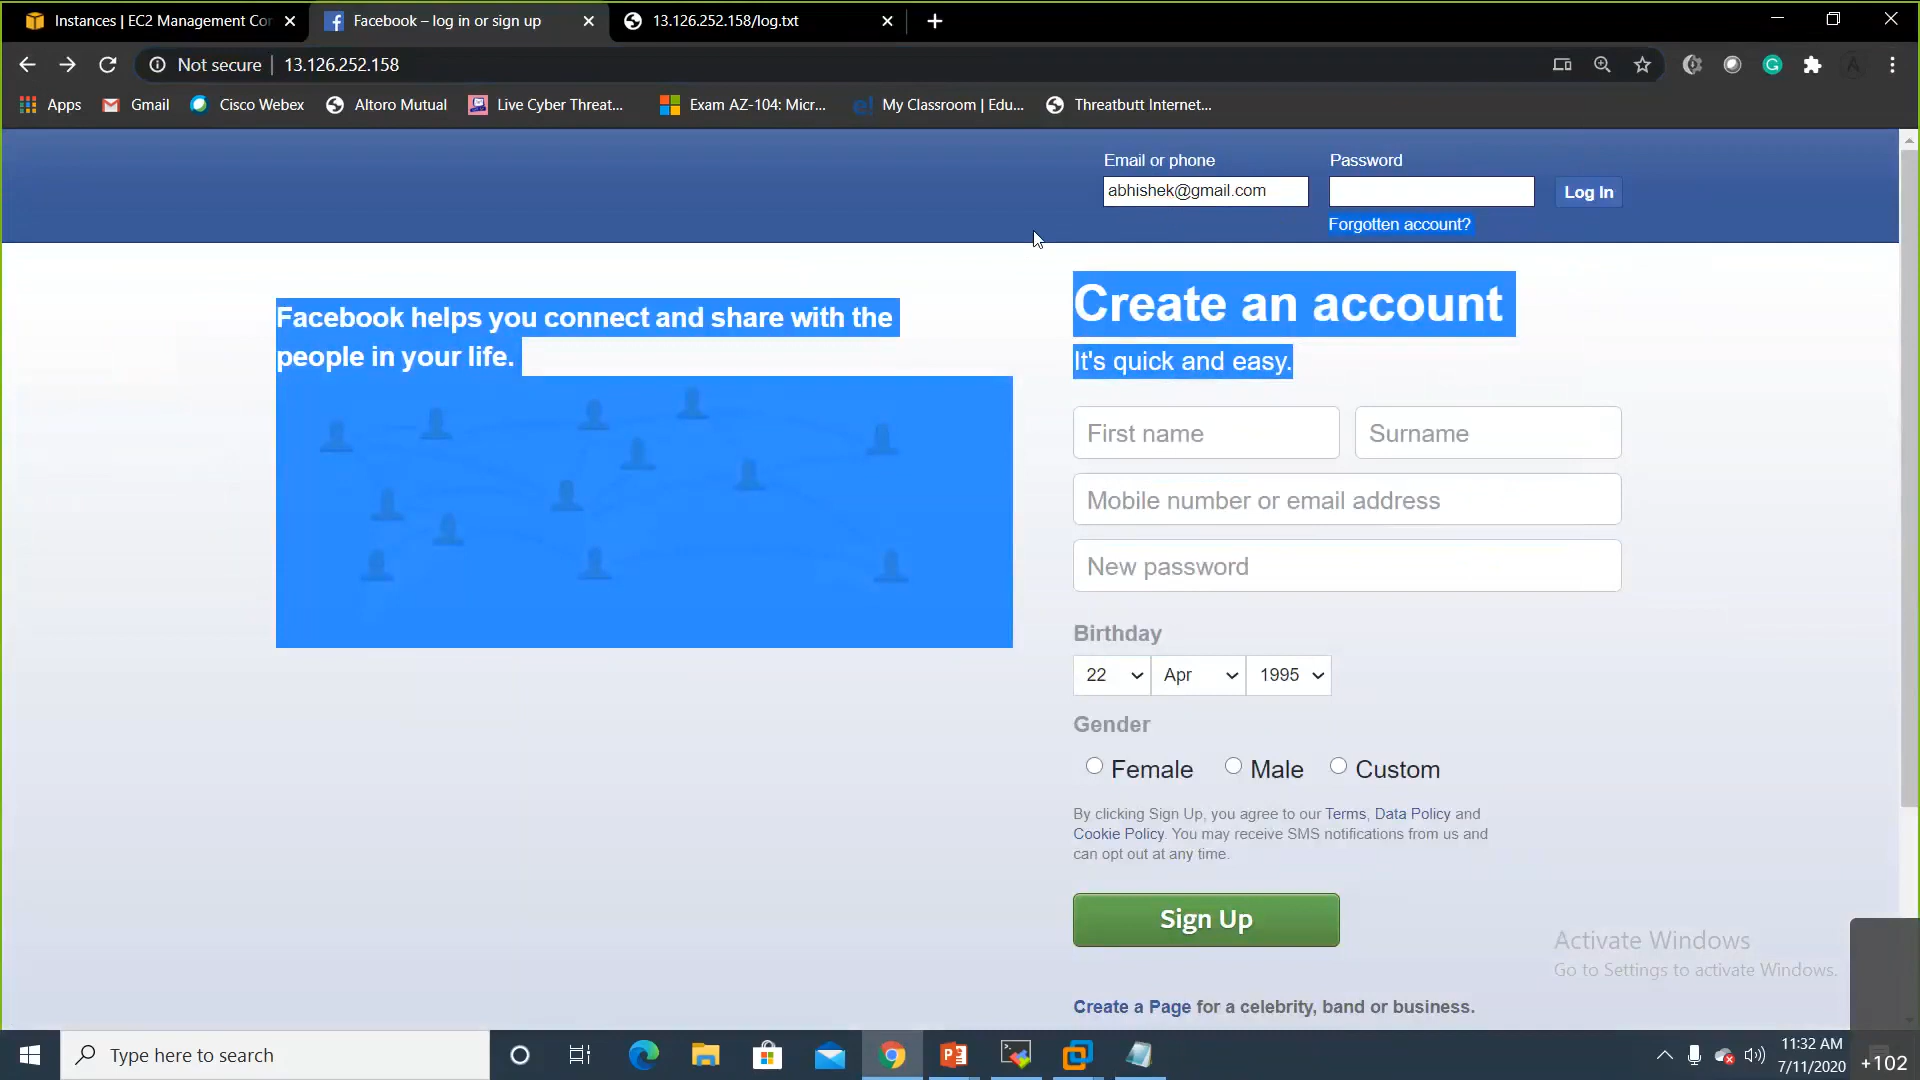 Instances | EC2 Management Co
Facebook – log in or sign up
13.126.252.158/log.txt
Not secure
13.126.252.158
Apps
Gmail
Cisco Webex
Altoro Mutual
Live Cyber Threat...
Exam AZ-104: Micr...
My Classroom | Edu...
Threatbutt Internet...
Email or phone
Password
abhishek@gmail.com
Log In
Forgotten account?
Facebook helps you connect and share with the
people in your life.
Create an account
It's quick and easy.
First name
Surname
Mobile number or email address
New password
Birthday
22
Apr
1995
Gender
Female
Male
Custom
By clicking Sign Up, you agree to our Terms, Data Policy and
Cookie Policy. You may receive SMS notifications from us and
can opt out at any time.
Sign Up
Activate Windows
Go to Settings to activate Windows.
Create a Page for a celebrity, band or business.
Type here to search
11:32 AM
7/11/2020
+102